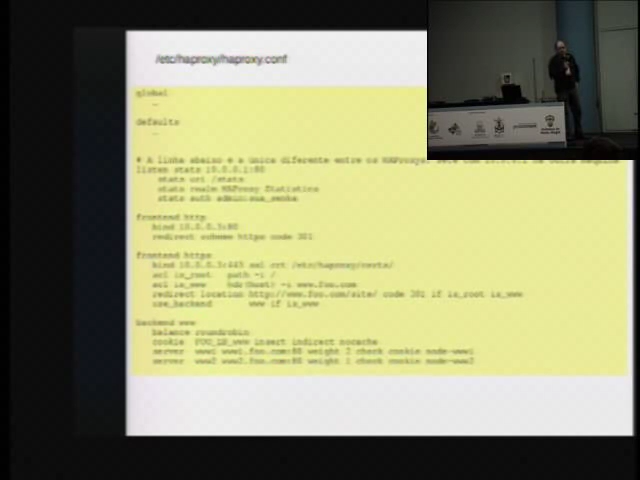 /etc/haproxy/haproxy.conf
global
defaults
# A linha abaixo e a unica diferente entre os HAProxys.
listen stats 10.0.0.1:80
stats uri /stats
stats realm HAProxy Statistics
stats auth admin:sua_senha
frontend http
bind 10.0.0.3:80
redirect scheme https code 301
frontend https
bind 10.0.0.3:443 ssl crt /etc/haproxy/certs/
acl is_root path -i /
acl is_www hdr(host) -i www.foo.com
redirect location http://www.foo.com/site/ code 301 if is_root is_www
use_backend www if is_www
backend www
balance roundrobin
cookie FOO_LB_www insert indirect nocache
server www1 www1.foo.com:80 weight 2 check cookie node-www1
server www2 www2.foo.com:80 weight 1 check cookie node-www2